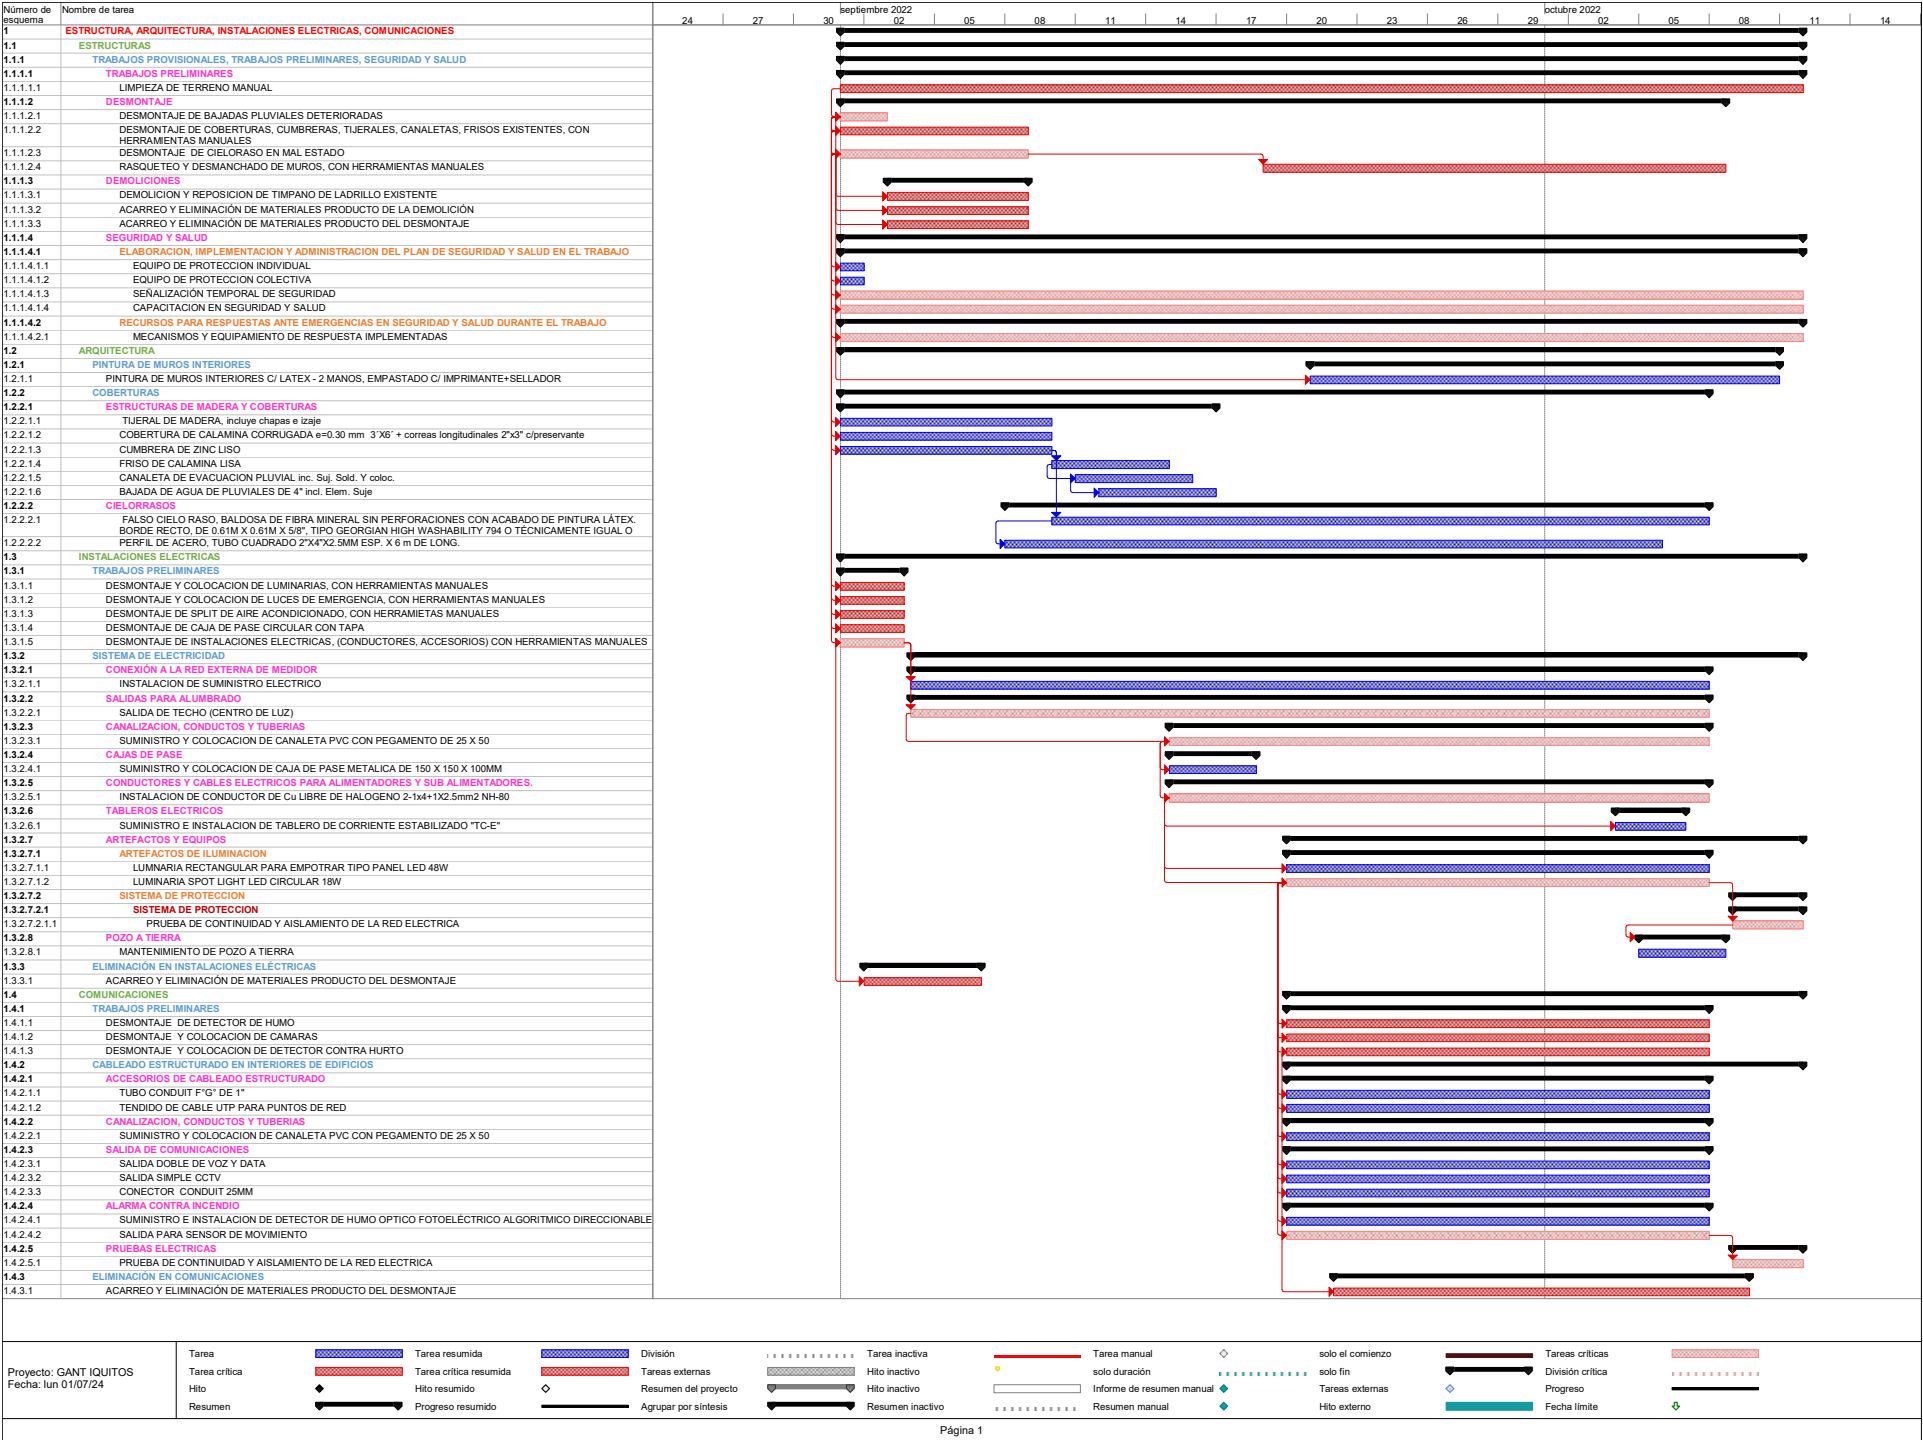 Número de esquema Nombre de tarea septiembre 2022 octubre 2022
24 27 30 02 05 08 11 14 17 20 23 26 29 02 05 08 11 14
1 ESTRUCTURA, ARQUITECTURA, INSTALACIONES ELECTRICAS, COMUNICACIONES
1.1 ESTRUCTURAS
1.1.1 TRABAJOS PROVISIONALES, TRABAJOS PRELIMINARES, SEGURIDAD Y SALUD
1.1.1.1 TRABAJOS PRELIMINARES
1.1.1.1.1 LIMPIEZA DE TERRENO MANUAL
1.1.1.2 DESMONTAJE
1.1.1.2.1 DESMONTAJE DE BAJADAS PLUVIALES DETERIORADAS
1.1.1.2.2 DESMONTAJE DE COBERTURAS, CUMBRERAS, TIJERALES, CANALETAS, FRISOS EXISTENTES, CON
HERRAMIENTAS MANUALES
1.1.1.2.3 DESMONTAJE DE CIELORASO EN MAL ESTADO
1.1.1.2.4 RASQUETEO Y DESMANCHADO DE MUROS, CON HERRAMIENTAS MANUALES
1.1.1.3 DEMOLICIONES
1.1.1.3.1 DEMOLICION Y REPOSICION DE TIMPANO DE LADRILLO EXISTENTE
1.1.1.3.2 ACARREO Y ELIMINACIÓN DE MATERIALES PRODUCTO DE LA DEMOLICIÓN
1.1.1.3.3 ACARREO Y ELIMINACIÓN DE MATERIALES PRODUCTO DEL DESMONTAJE
1.1.1.4 SEGURIDAD Y SALUD
1.1.1.4.1 ELABORACION, IMPLEMENTACION Y ADMINISTRACION DEL PLAN DE SEGURIDAD Y SALUD EN EL TRABAJO
1.1.1.4.1.1 EQUIPO DE PROTECCION INDIVIDUAL
1.1.1.4.1.2 EQUIPO DE PROTECCION COLECTIVA
1.1.1.4.1.3 SEÑALIZACIÓN TEMPORAL DE SEGURIDAD
1.1.1.4.1.4 CAPACITACION EN SEGURIDAD Y SALUD
1.1.1.4.2 RECURSOS PARA RESPUESTAS ANTE EMERGENCIAS EN SEGURIDAD Y SALUD DURANTE EL TRABAJO
1.1.1.4.2.1 MECANISMOS Y EQUIPAMIENTO DE RESPUESTA IMPLEMENTADAS
1.2 ARQUITECTURA
1.2.1 PINTURA DE MUROS INTERIORES
1.2.1.1 PINTURA DE MUROS INTERIORES C/ LATEX - 2 MANOS, EMPASTADO C/ IMPRIMANTE+SELLADOR
1.2.2 COBERTURAS
1.2.2.1 ESTRUCTURAS DE MADERA Y COBERTURAS
1.2.2.1.1 TIJERAL DE MADERA, incluye chapas e izaje
1.2.2.1.2 COBERTURA DE CALAMINA CORRUGADA e=0.30 mm 3´X6´ + correas longitudinales 2"x3" c/preservante
1.2.2.1.3 CUMBRERA DE ZINC LISO
1.2.2.1.4 FRISO DE CALAMINA LISA
1.2.2.1.5 CANALETA DE EVACUACION PLUVIAL inc. Suj. Sold. Y coloc.
1.2.2.1.6 BAJADA DE AGUA DE PLUVIALES DE 4" incl. Elem. Suje
1.2.2.2 CIELORRASOS
1.2.2.2.1 FALSO CIELO RASO, BALDOSA DE FIBRA MINERAL SIN PERFORACIONES CON ACABADO DE PINTURA LÁTEX.
BORDE RECTO, DE 0.61M X 0.61M X 5/8", TIPO GEORGIAN HIGH WASHABILITY 794 O TÉCNICAMENTE IGUAL O
1.2.2.2.2 PERFIL DE ACERO, TUBO CUADRADO 2"X4"X2.5MM ESP. X 6 m DE LONG.
1.3 INSTALACIONES ELECTRICAS
1.3.1 TRABAJOS PRELIMINARES
1.3.1.1 DESMONTAJE Y COLOCACION DE LUMINARIAS, CON HERRAMIENTAS MANUALES
1.3.1.2 DESMONTAJE Y COLOCACION DE LUCES DE EMERGENCIA, CON HERRAMIENTAS MANUALES
1.3.1.3 DESMONTAJE DE SPLIT DE AIRE ACONDICIONADO, CON HERRAMIETAS MANUALES
1.3.1.4 DESMONTAJE DE CAJA DE PASE CIRCULAR CON TAPA
1.3.1.5 DESMONTAJE DE INSTALACIONES ELECTRICAS, (CONDUCTORES, ACCESORIOS) CON HERRAMIENTAS MANUALES
1.3.2 SISTEMA DE ELECTRICIDAD
1.3.2.1 CONEXIÓN A LA RED EXTERNA DE MEDIDOR
1.3.2.1.1 INSTALACION DE SUMINISTRO ELECTRICO
1.3.2.2 SALIDAS PARA ALUMBRADO
1.3.2.2.1 SALIDA DE TECHO (CENTRO DE LUZ)
1.3.2.3 CANALIZACION, CONDUCTOS Y TUBERIAS
1.3.2.3.1 SUMINISTRO Y COLOCACION DE CANALETA PVC CON PEGAMENTO DE 25 X 50
1.3.2.4 CAJAS DE PASE
1.3.2.4.1 SUMINISTRO Y COLOCACION DE CAJA DE PASE METALICA DE 150 X 150 X 100MM
1.3.2.5 CONDUCTORES Y CABLES ELECTRICOS PARA ALIMENTADORES Y SUB ALIMENTADORES.
1.3.2.5.1 INSTALACION DE CONDUCTOR DE Cu LIBRE DE HALOGENO 2-1x4+1X2.5mm2 NH-80
1.3.2.6 TABLEROS ELECTRICOS
1.3.2.6.1 SUMINISTRO E INSTALACION DE TABLERO DE CORRIENTE ESTABILIZADO "TC-E"
1.3.2.7 ARTEFACTOS Y EQUIPOS
1.3.2.7.1 ARTEFACTOS DE ILUMINACION
1.3.2.7.1.1 LUMNARIA RECTANGULAR PARA EMPOTRAR TIPO PANEL LED 48W
1.3.2.7.1.2 LUMINARIA SPOT LIGHT LED CIRCULAR 18W
1.3.2.7.2 SISTEMA DE PROTECCION
1.3.2.7.2.1 SISTEMA DE PROTECCION
1.3.2.7.2.1.1 PRUEBA DE CONTINUIDAD Y AISLAMIENTO DE LA RED ELECTRICA
1.3.2.8 POZO A TIERRA
1.3.2.8.1 MANTENIMIENTO DE POZO A TIERRA
1.3.3 ELIMINACIÓN EN INSTALACIONES ELÉCTRICAS
1.3.3.1 ACARREO Y ELIMINACIÓN DE MATERIALES PRODUCTO DEL DESMONTAJE
1.4 COMUNICACIONES
1.4.1 TRABAJOS PRELIMINARES
1.4.1.1 DESMONTAJE DE DETECTOR DE HUMO
1.4.1.2 DESMONTAJE Y COLOCACION DE CAMARAS
1.4.1.3 DESMONTAJE Y COLOCACION DE DETECTOR CONTRA HURTO
1.4.2 CABLEADO ESTRUCTURADO EN INTERIORES DE EDIFICIOS
1.4.2.1 ACCESORIOS DE CABLEADO ESTRUCTURADO
1.4.2.1.1 TUBO CONDUIT F°G° DE 1"
1.4.2.1.2 TENDIDO DE CABLE UTP PARA PUNTOS DE RED
1.4.2.2 CANALIZACION, CONDUCTOS Y TUBERIAS
1.4.2.2.1 SUMINISTRO Y COLOCACION DE CANALETA PVC CON PEGAMENTO DE 25 X 50
1.4.2.3 SALIDA DE COMUNICACIONES
1.4.2.3.1 SALIDA DOBLE DE VOZ Y DATA
1.4.2.3.2 SALIDA SIMPLE CCTV
1.4.2.3.3 CONECTOR CONDUIT 25MM
1.4.2.4 ALARMA CONTRA INCENDIO
1.4.2.4.1 SUMINISTRO E INSTALACION DE DETECTOR DE HUMO OPTICO FOTOELÉCTRICO ALGORITMICO DIRECCIONABLE
1.4.2.4.2 SALIDA PARA SENSOR DE MOVIMIENTO
1.4.2.5 PRUEBAS ELECTRICAS
1.4.2.5.1 PRUEBA DE CONTINUIDAD Y AISLAMIENTO DE LA RED ELECTRICA
1.4.3 ELIMINACIÓN EN COMUNICACIONES
1.4.3.1 ACARREO Y ELIMINACIÓN DE MATERIALES PRODUCTO DEL DESMONTAJE
Proyecto: GANT IQUITOS
Fecha: lun 01/07/24
Tarea Tarea resumida División Tarea inactiva Tarea manual solo el comienzo Tareas críticas
Tarea crítica Tarea crítica resumida Tareas externas Hito inactivo solo duración solo fin División crítica
Hito Hito resumido Resumen del proyecto Hito inactivo Informe de resumen manual Tareas externas Progreso
Resumen Progreso resumido Agrupar por síntesis Resumen inactivo Resumen manual Hito externo Fecha límite
Página 1